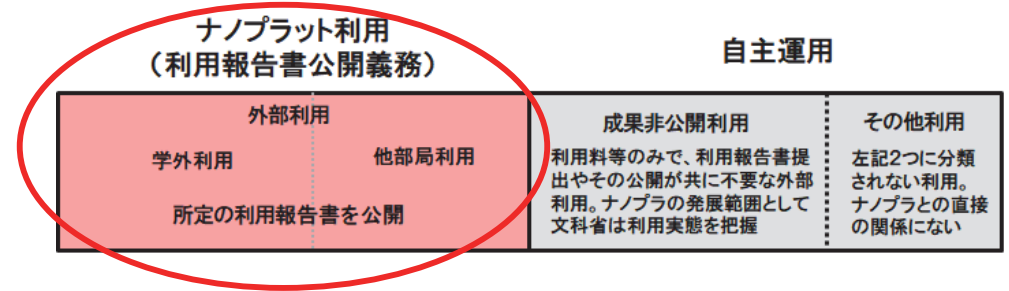 ナノプラット利用
（利用報告書公開義務）
自主運用
外部利用
学外利用
他部局利用
所定の利用報告書を公開
成果非公開利用
利用料等のみで、利用報告書提
出やその公開が共に不要な外部
利用。ナノプラの発展範囲として
文科省は利用実態を把握
その他利用
左記2つに分類
されない利用。
ナノプラとの直接
の関係にない